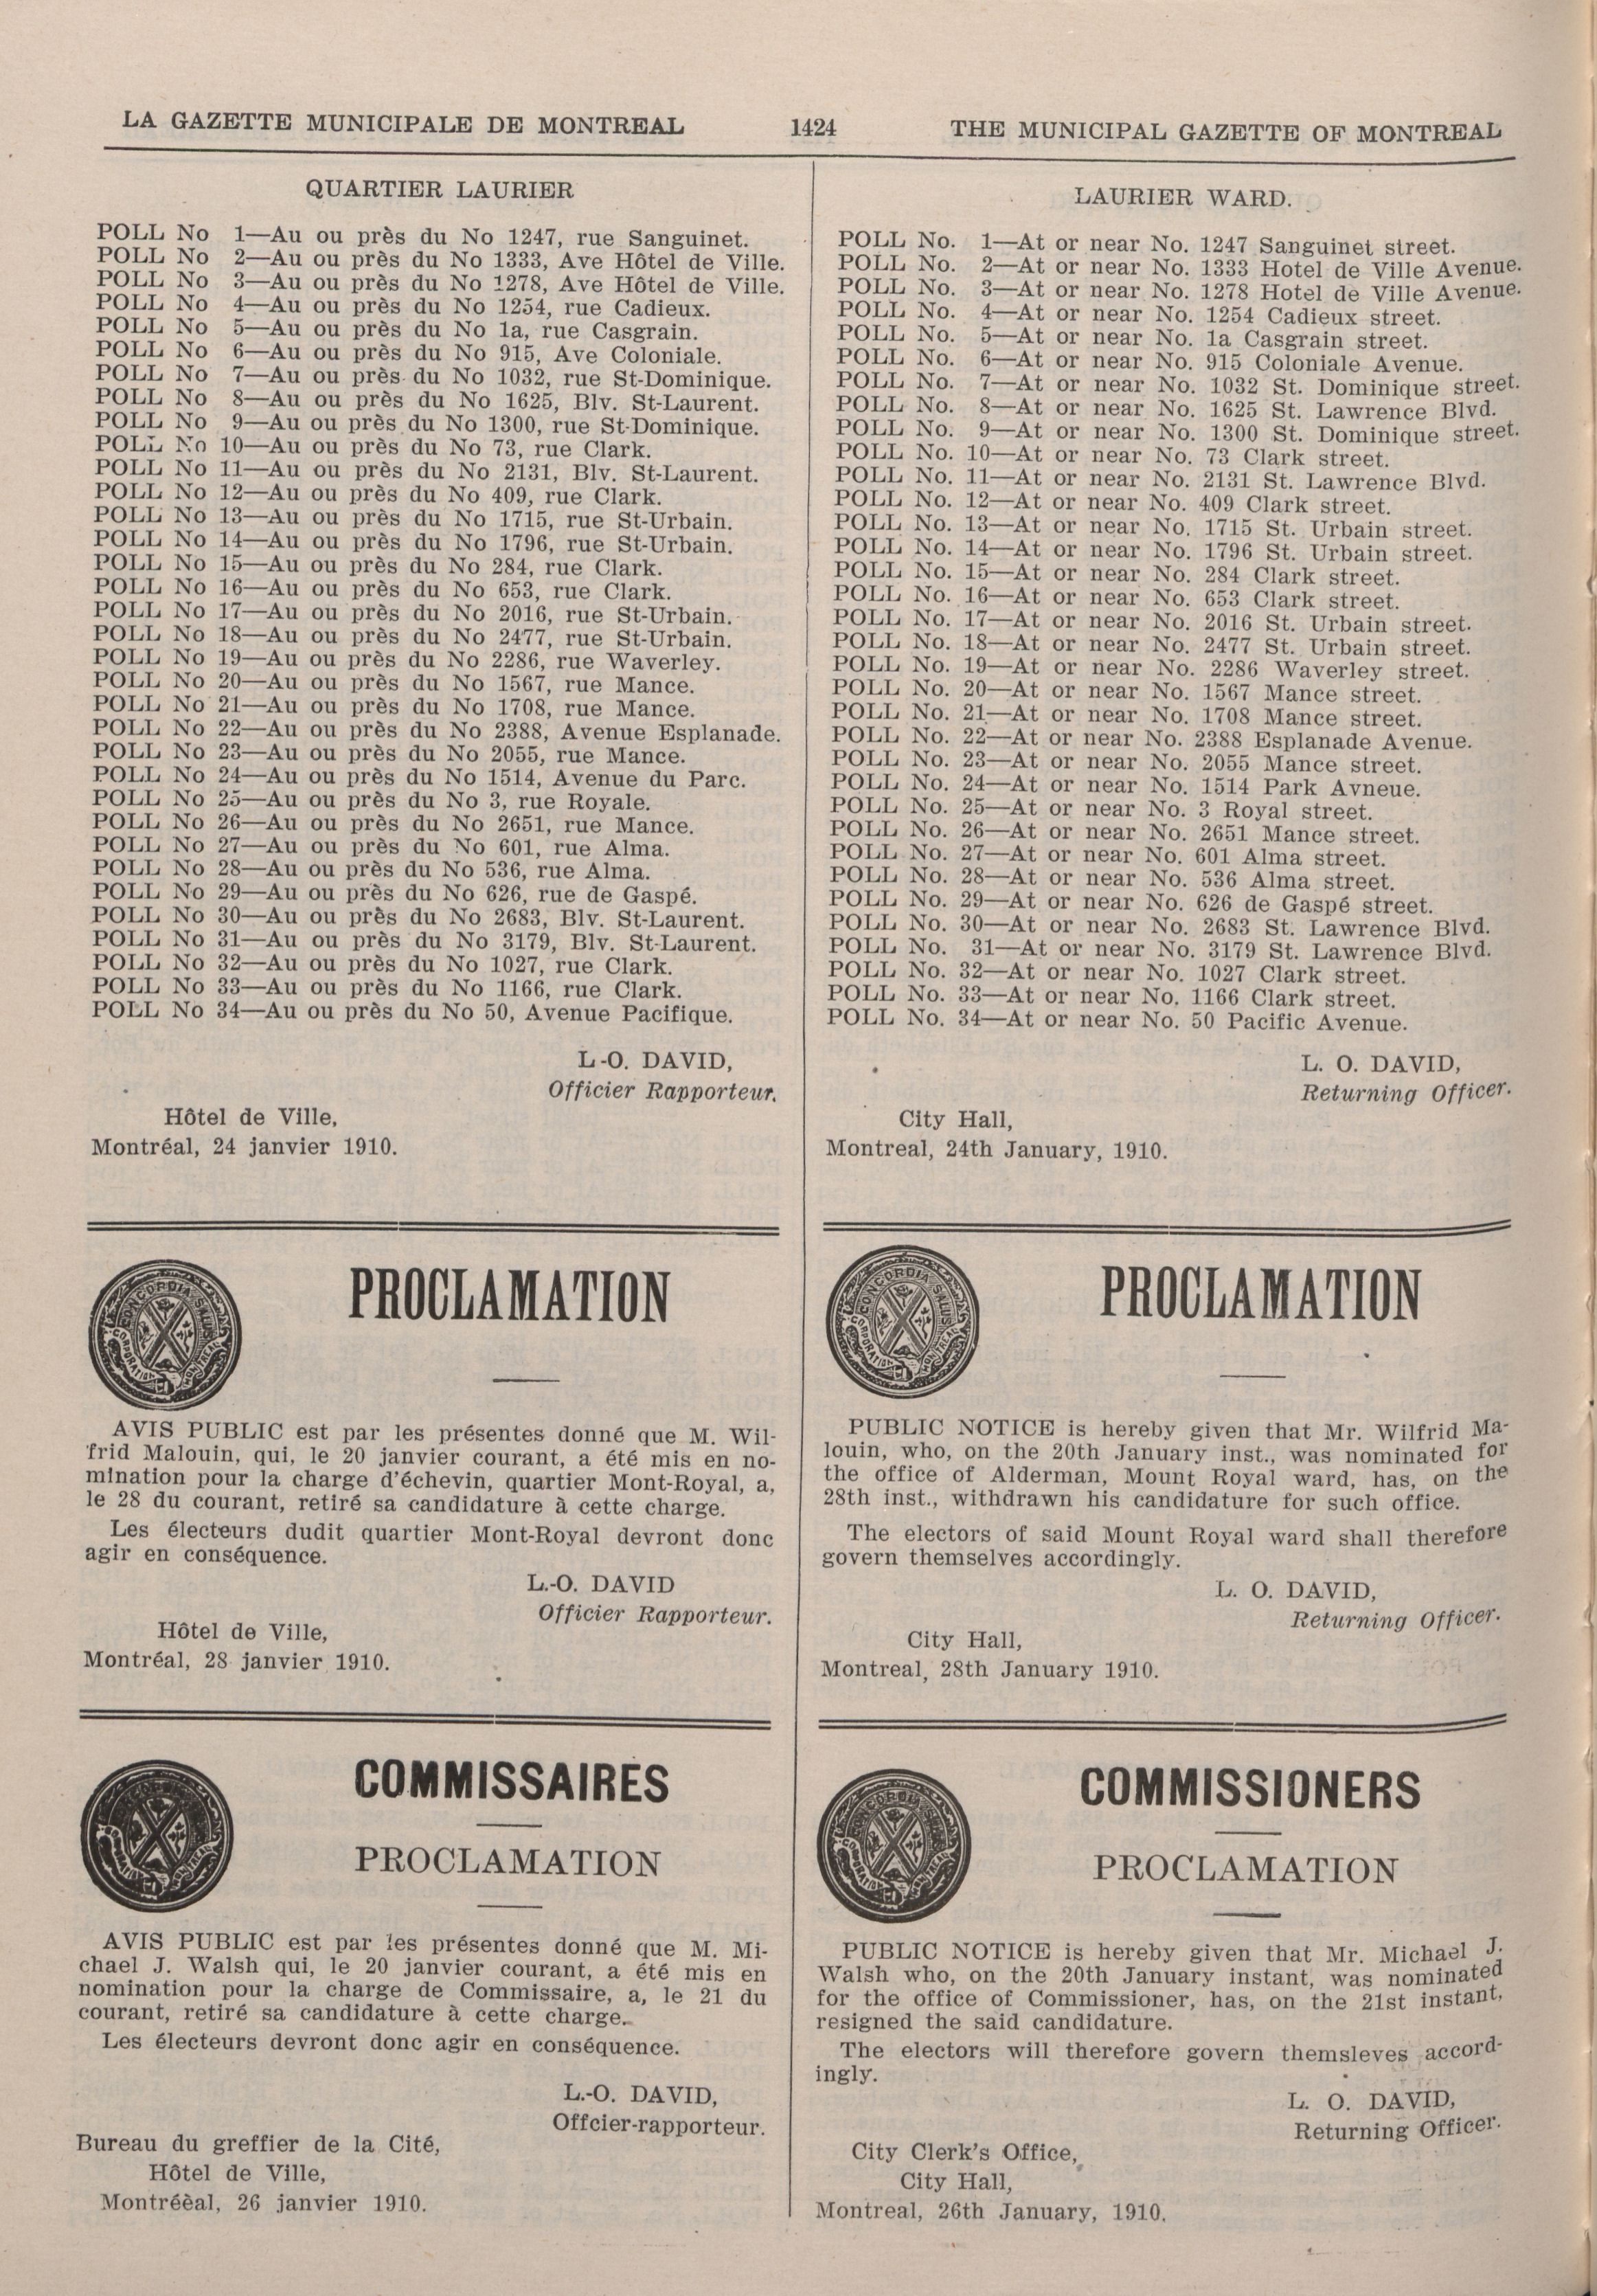 LA GAZETTE MUNICIPALE DE MONTREAL 1424 THE MUNICIPAL GAZETTE OF MONTREAL
QUARTIER LAURIER
POLL No 1—Au ou près du No 1247, rue Sanguinet.
POLL No 2—Au ou près du No 1333, Ave Hôtel de Ville.
POLL No 3—Au ou près du No 1278, Ave Hôtel de Ville.
POLL No 4—Au ou près du No 1254, rue Cadieux.
POLL No 5—Au ou près du No 1a, rue Casgrain.
POLL No 6—Au ou près du No 915, Ave Coloniale.
POLL No 7—Au ou près du No 1032, rue St-Dominique.
POLL No 8—Au ou près du No 1625, Blv. St-Laurent.
POLL No 9—Au ou près du No 1300, rue St-Dominique.
POLL No 10—Au ou près du No 73, rue Clark.
POLL No 11—Au ou près du No 2131, Blv. St-Laurent.
POLL No 12—Au ou près du No 409, rue Clark.
POLL No 13—Au ou près du No 1715, rue St-Urbain.
POLL No 14—Au ou près du No 1796, rue St-Urbain.
POLL No 15—Au ou près du No 284, rue Clark.
POLL No 16—Au ou près du No 653, rue Clark.
POLL No 17—Au ou près du No 2016, rue St-Urbain.
POLL No 18—Au ou près du No 2477, rue St-Urbain.
POLL No 19—Au ou près du No 2286, rue Waverley.
POLL No 20—Au ou près du No 1567, rue Mance.
POLL No 21—Au ou près du No 1708, rue Mance.
POLL No 22—Au ou près du No 2388, Avenue Esplanade.
POLL No 23—Au ou près du No 2055, rue Mance.
POLL No 24—Au ou près du No 1514, Avenue du Parc.
POLL No 25—Au ou près du No 3, rue Royale.
POLL No 26—Au ou près du No 2651, rue Mance.
POLL No 27—Au ou près du No 601, rue Alma.
POLL No 28—Au ou près du No 536, rue Alma.
POLL No 29—Au ou près du No 626, rue de Gaspé.
POLL No 30—Au ou près du No 2683, Blv. St-Laurent.
POLL No 31—Au ou près du No 3179, Blv. St-Laurent.
POLL No 32—Au ou près du No 1027, rue Clark.
POLL No 33—Au ou près du No 1166, rue Clark.
POLL No 34—Au ou près du No 50, Avenue Pacifique.
L-O. DAVID,
Officier Rapporteur.
Hôtel de Ville,
Montréal, 24 janvier 1910.
CONCORDIA SALUS
CORPORATION MONTREAL
PROCLAMATION
AVIS PUBLIC est par les présentes donné que M. Wil-
frid Malouin, qui, le 20 janvier courant, a été mis en no-
mination pour la charge d'échevin, quartier Mont-Royal, a,
le 28 du courant, retiré sa candidature à cette charge.
Les électeurs dudit quartier Mont-Royal devront donc
agir en conséquence.
L.-O. DAVID
Officier Rapporteur.
Hôtel de Ville,
Montréal, 28 janvier 1910.
COMMISSAIRES
PROCLAMATION
AVIS PUBLIC est par les présentes donné que M. Mi-
chael J. Walsh qui, le 20 janvier courant, a été mis en
nomination pour la charge de Commissaire, a, le 21 du
courant, retiré sa candidature à cette charge.
Les électeurs devront donc agir en conséquence.
L.-O. DAVID,
Offcier-rapporteur.
Bureau du greffier de la Cité,
Hôtel de Ville,
Montréèal, 26 janvier 1910.
LAURIER WARD.
POLL No. 1—At or near No. 1247 Sanguinet street.
POLL No. 2—At or near No. 1333 Hotel de Ville Avenue.
POLL No. 3—At or near No. 1278 Hotel de Ville Avenue.
POLL No. 4—At or near No. 1254 Cadieux street.
POLL No. 5—At or near No. 1a Casgrain street.
POLL No. 6—At or near No. 915 Coloniale Avenue.
POLL No. 7—At or near No. 1032 St. Dominique street.
POLL No. 8—At or near No. 1625 St. Lawrence Blvd.
POLL No. 9—At or near No. 1300 St. Dominique street.
POLL No. 10—At or near No. 73 Clark street.
POLL No. 11—At or near No. 2131 St. Lawrence Blvd.
POLL No. 12—At or near No. 409 Clark street.
POLL No. 13—At or near No. 1715 St. Urbain street.
POLL No. 14—At or near No. 1796 St. Urbain street.
POLL No. 15—At or near No. 284 Clark street.
POLL No. 16—At or near No. 653 Clark street.
POLL No. 17—At or near No. 2016 St. Urbain street.
POLL No. 18—At or near No. 2477 St. Urbain street.
POLL No. 19—At or near No. 2286 Waverley street.
POLL No. 20—At or near No. 1567 Mance street.
POLL No. 21—At or near No. 1708 Mance street.
POLL No. 22—At or near No. 2388 Esplanade Avenue.
POLL No. 23—At or near No. 2055 Mance street.
POLL No. 24—At or near No. 1514 Park Avneue.
POLL No. 25—At or near No. 3 Royal street.
POLL No. 26—At or near No. 2651 Mance street.
POLL No. 27—At or near No. 601 Alma street.
POLL No. 28—At or near No. 536 Alma street.
POLL No. 29—At or near No. 626 de Gaspé street.
POLL No. 30—At or near No. 2683 St. Lawrence Blvd.
POLL No. 31—At or near No. 3179 St. Lawrence Blvd.
POLL No. 32—At or near No. 1027 Clark street.
POLL No. 33—At or near No. 1166 Clark street.
POLL No. 34—At or near No. 50 Pacific Avenue.
L. O. DAVID,
Returning Officer.
City Hall,
Montreal, 24th January, 1910.
CONCORDIA SALUS
CORPORATION MONTREAL
PROCLAMATION
PUBLIC NOTICE is hereby given that Mr. Wilfrid Ma-
louin, who, on the 20th January inst., was nominated for
the office of Alderman, Mount Royal ward, has, on the
28th inst., withdrawn his candidature for such office.
The electors of said Mount Royal ward shall therefore
govern themselves accordingly.
L. O. DAVID,
Returning Officer.
City Hall,
Montreal, 28th January 1910.
COMMISSIONERS
PROCLAMATION
PUBLIC NOTICE is hereby given that Mr. Michael J.
Walsh who, on the 20th January instant, was nominated
for the office of Commissioner, has, on the 21st instant,
resigned the said candidature.
The electors will therefore govern themsleves accord-
ingly.
L. O. DAVID,
Returning Officer.
City Clerk's Office,
City Hall,
Montreal, 26th January, 1910.